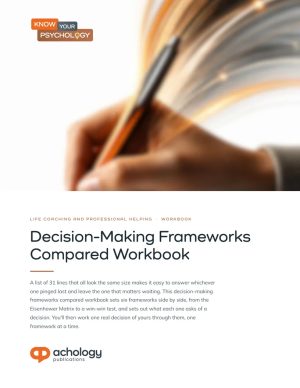 KNOW YOUR
PSYCHOLOGY
LIFE COACHING AND PROFESSIONAL HELPING · WORKBOOK
Decision-Making Frameworks
Compared Workbook
A list of 31 lines that all look the same size makes it easy to answer whichever
one pinged last and leave the one that matters waiting. This decision-making
frameworks compared workbook sets six frameworks side by side, from the
Eisenhower Matrix to a win-win test, and sets out what each one asks of a
decision. You'll then work one real decision of yours through them, one
framework at a time.
achology
publications